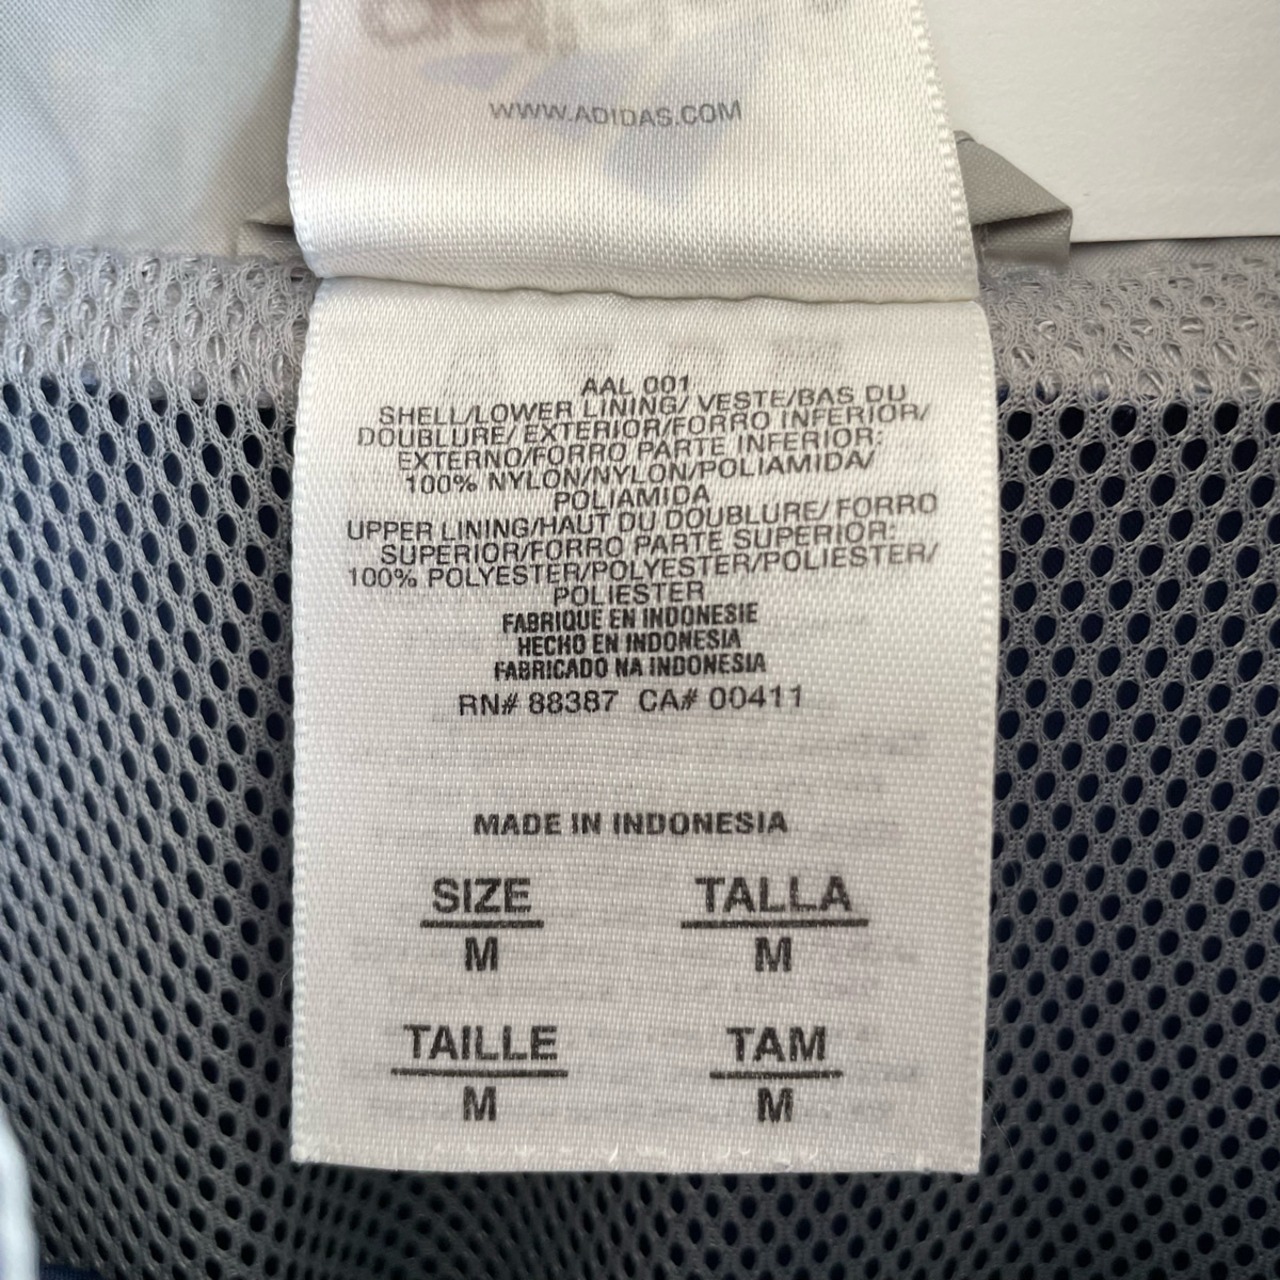 WWW.ADIDAS.COM
AAL 001
SHELL/LOWER LINING/ VESTE/BAS DU
DOUBLURE/ EXTERIOR/FORRO INFERIOR/
EXTERNO/FORRO PARTE INFERIOR:
100% NYLON/NYLON/POLIAMIDA/
POLIAMIDA
UPPER LINING/HAUT DU DOUBLURE/ FORRO
SUPERIOR/FORRO PARTE SUPERIOR:
100% POLYESTER/POLYESTER/POLIESTER/
POLIESTER
FABRIQUE EN INDONESIE
HECHO EN INDONESIA
FABRICADO NA INDONESIA
RN# 88387 CA# 00411
MADE IN INDONESIA
SIZE TALLA
M M
TAILLE TAM
M M